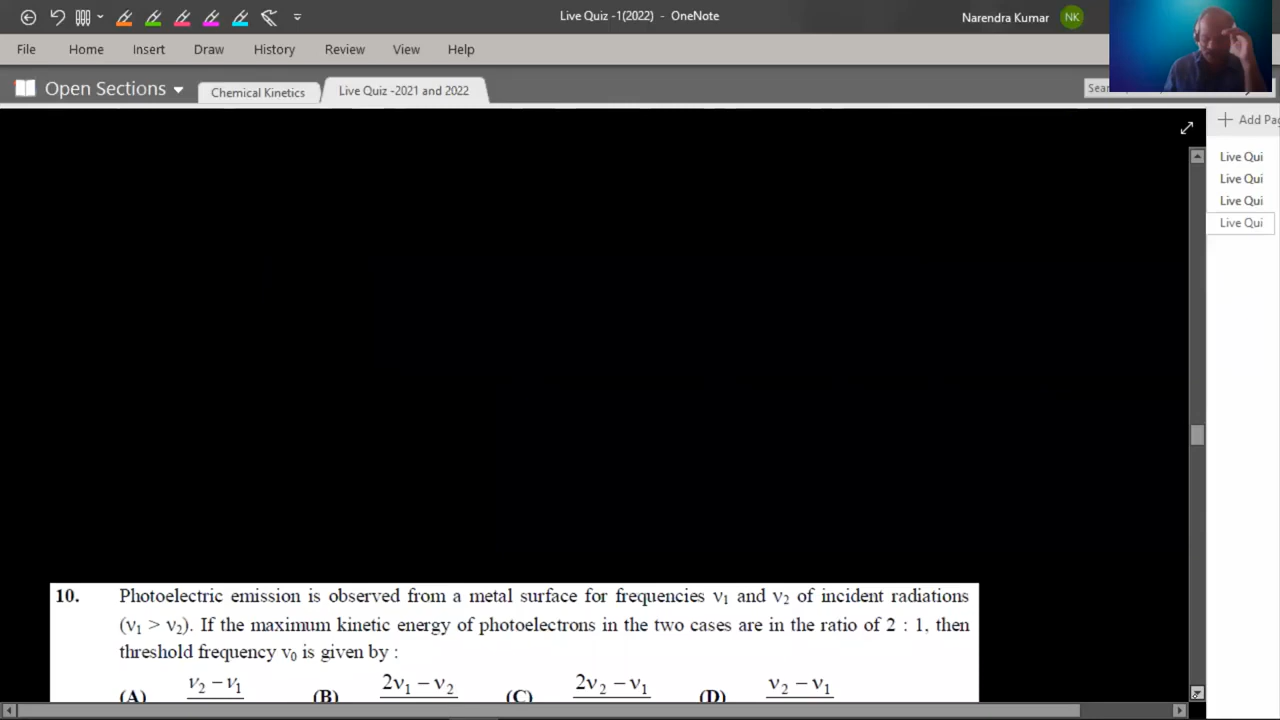 Live Quiz -1(2022) - OneNote
Narendra Kumar NK
File Home Insert Draw History Review View Help
Open Sections Chemical Kinetics Live Quiz -2021 and 2022
Add Pag
Live Qui
Live Qui
Live Qui
Live Qui
10. Photoelectric emission is observed from a metal surface for frequencies ν₁ and ν₂ of incident radiations
(ν₁ > ν₂). If the maximum kinetic energy of photoelectrons in the two cases are in the ratio of 2 : 1, then
threshold frequency ν₀ is given by :
(A) ν₂ − ν₁ (B) 2ν₁ − ν₂ (C) 2ν₂ − ν₁ (D) ν₂ − ν₁